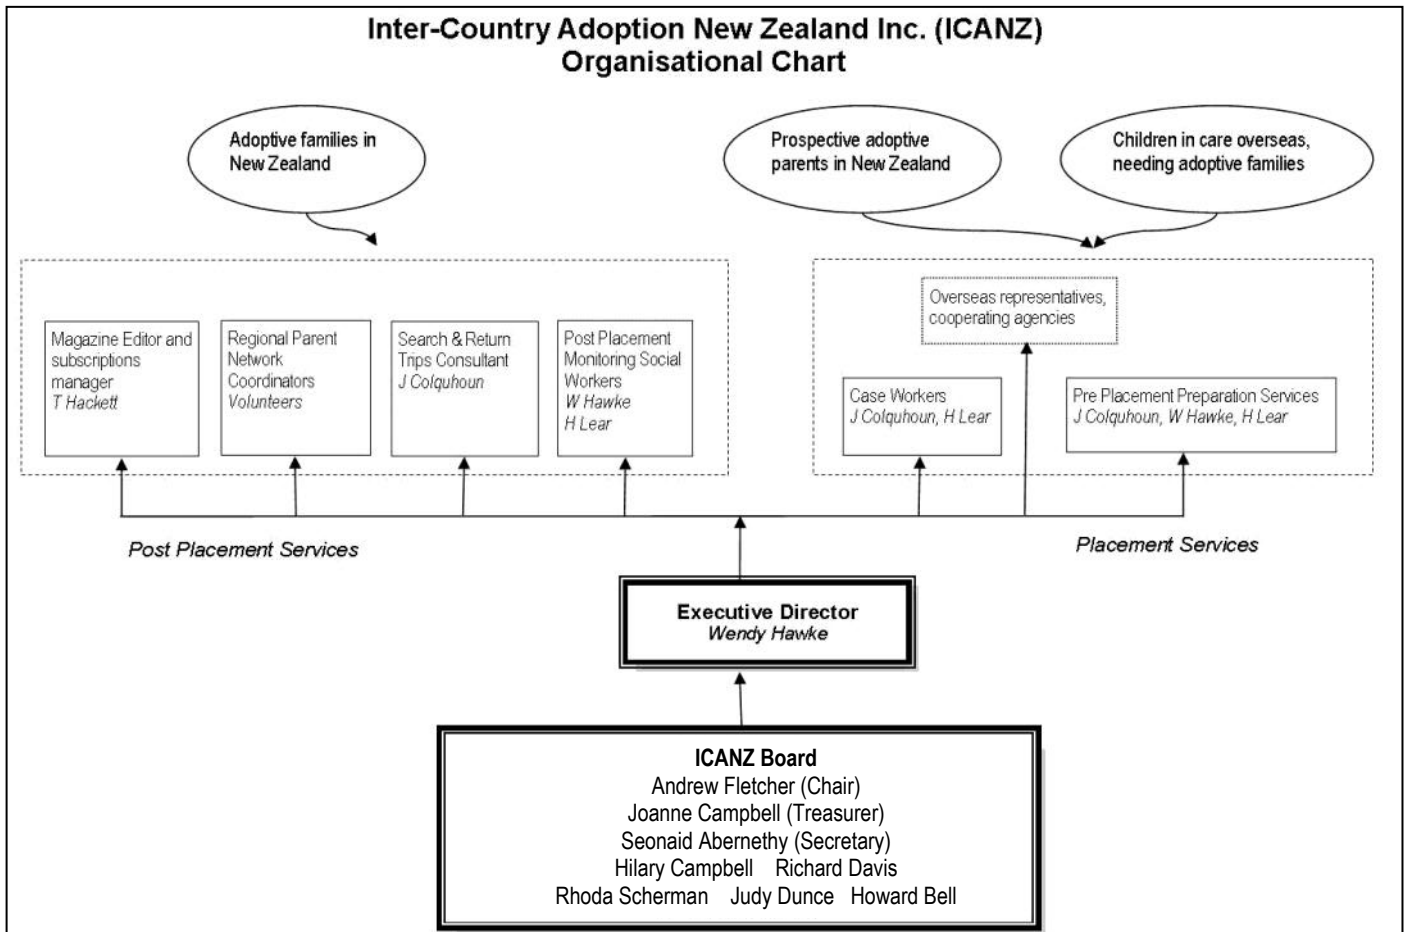 Inter-Country Adoption New Zealand Inc. (ICANZ)
Organisational Chart
Adoptive families in
New Zealand
Prospective adoptive
parents in New Zealand
Children in care overseas,
needing adoptive families
Magazine Editor and
subscriptions
manager
T Hackett
Regional Parent
Network
Coordinators
Volunteers
Search & Return
Trips Consultant
J Colquhoun
Post Placement
Monitoring Social
Workers
W Hawke
H Lear
Overseas representatives,
cooperating agencies
Case Workers
J Colquhoun, H Lear
Pre Placement Preparation Services
J Colquhoun, W Hawke, H Lear
Post Placement Services
Placement Services
Executive Director
Wendy Hawke
ICANZ Board
Andrew Fletcher (Chair)
Joanne Campbell (Treasurer)
Seonaid Abernethy (Secretary)
Hilary Campbell Richard Davis
Rhoda Scherman Judy Dunce Howard Bell